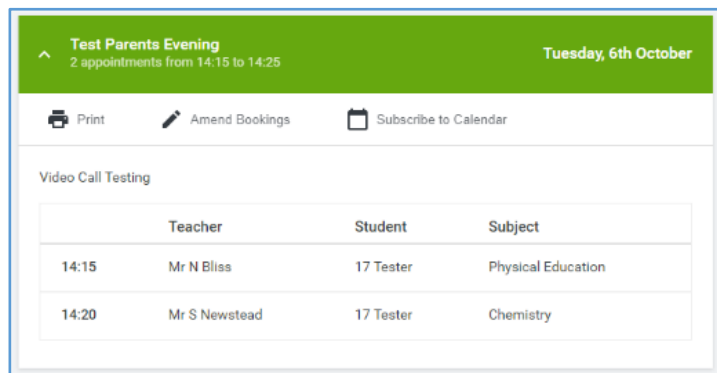 Test Parents Evening
2 appointments from 14:15 to 14:25
Tuesday, 6th October
Print Amend Bookings Subscribe to Calendar
Video Call Testing
Teacher Student Subject
14:15 Mr N Bliss 17 Tester Physical Education
14:20 Mr S Newstead 17 Tester Chemistry